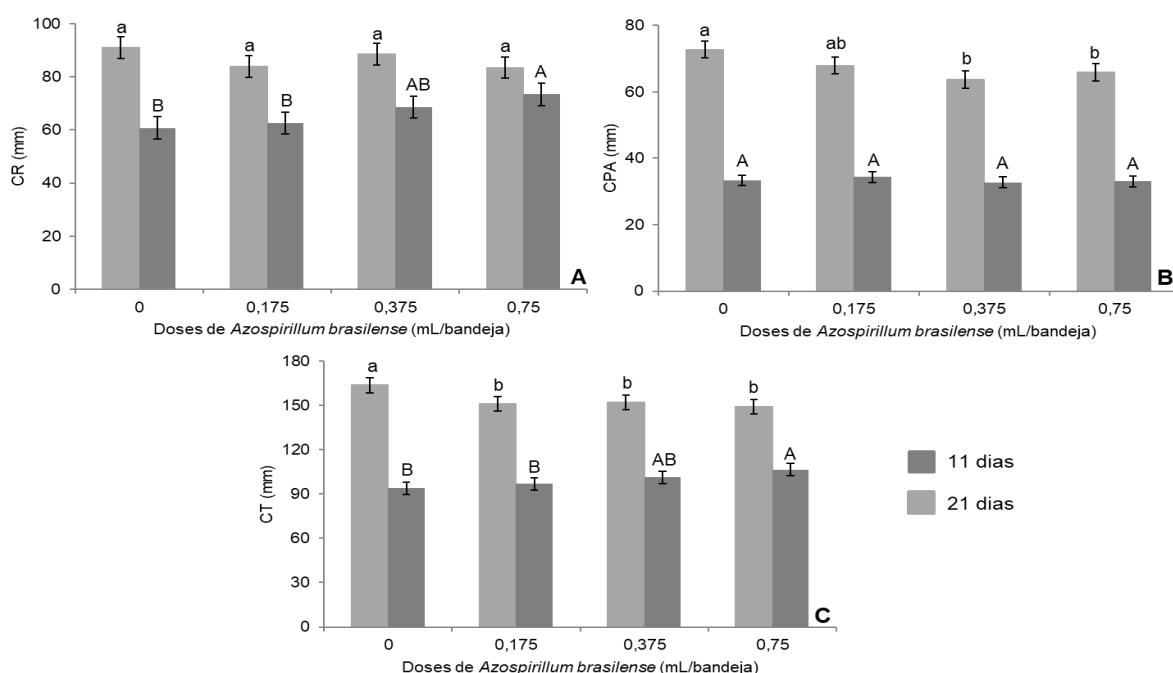 CR (mm)
100
80
60
40
20
0
a
B
a
B
a
AB
a
A
A
0
0,175
0,375
0,75
Doses de Azospirillum brasilense (mL/bandeja)
CPA (mm)
80
60
40
20
0
a
A
ab
A
b
A
b
A
B
0
0,175
0,375
0,75
Doses de Azospirillum brasilense (mL/bandeja)
CT (mm)
180
150
120
90
60
30
0
a
B
b
B
b
AB
b
A
C
0
0,175
0,375
0,75
Doses de Azospirillum brasilense (mL/bandeja)
11 dias
21 dias